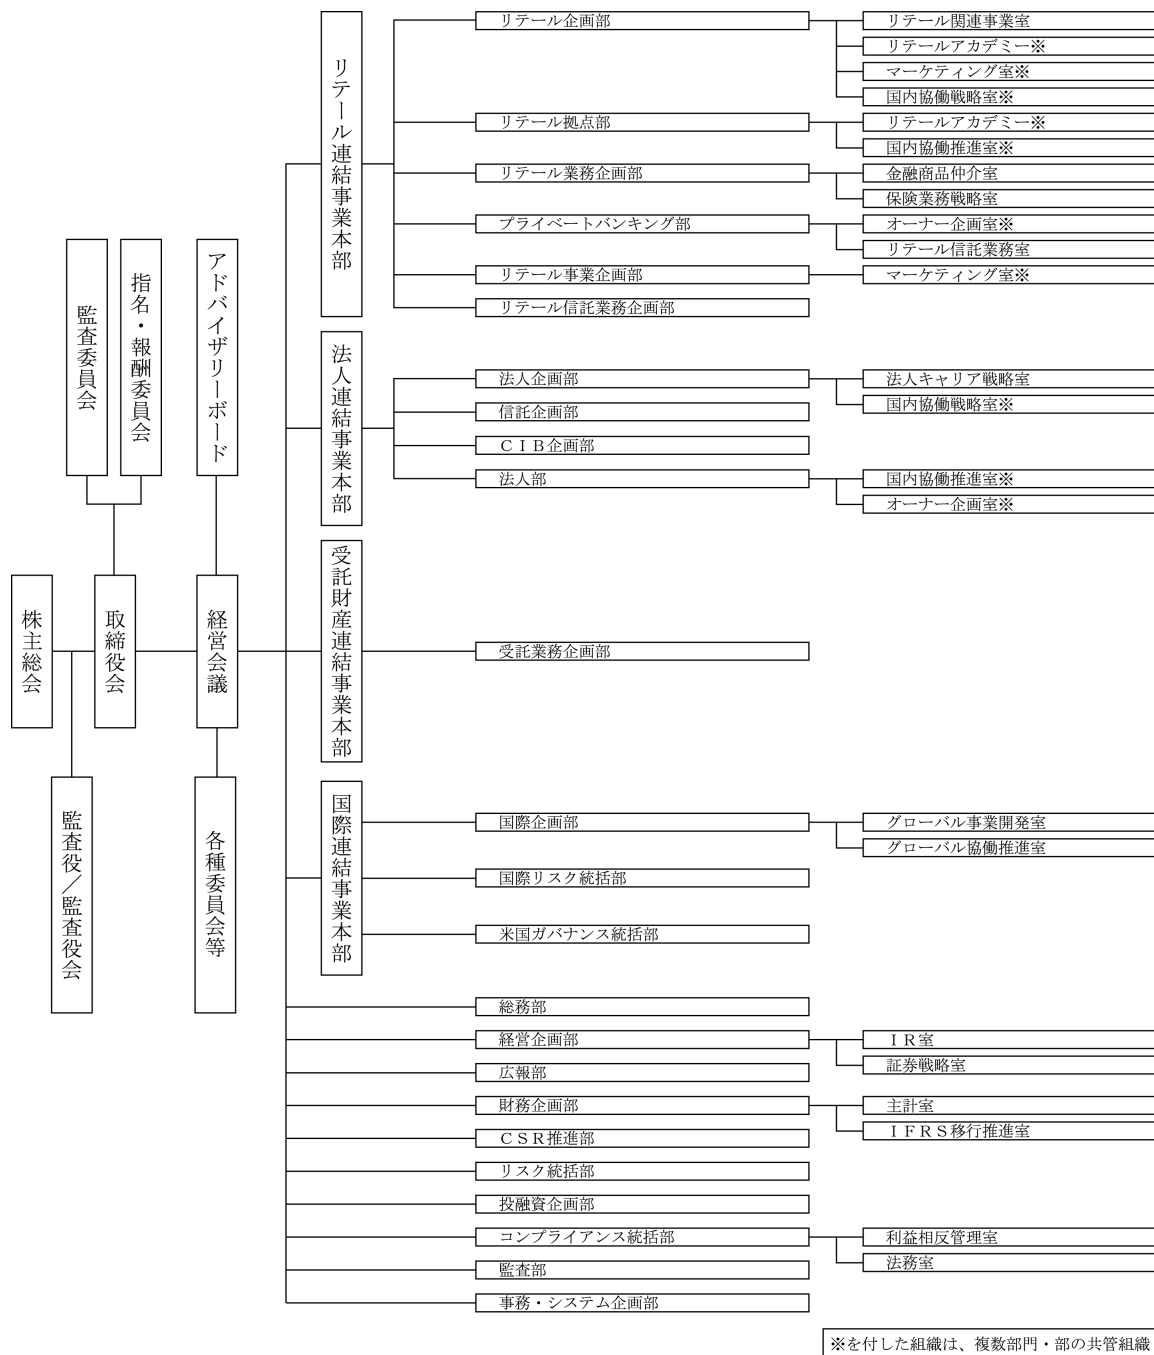 株主総会
監査役／監査役会
取締役会
監査委員会
指名・報酬委員会
経営会議
アドバイザリーボード
各種委員会等
リテール連結事業本部
リテール企画部
リテール関連事業室
リテールアカデミー※
マーケティング室※
国内協働戦略室※
リテール拠点部
リテールアカデミー※
国内協働推進室※
リテール業務企画部
金融商品仲介室
保険業務戦略室
プライベートバンキング部
オーナー企画室※
リテール信託業務室
リテール事業企画部
マーケティング室※
リテール信託業務企画部
法人連結事業本部
法人企画部
法人キャリア戦略室
国内協働戦略室※
信託企画部
ＣＩＢ企画部
法人部
国内協働推進室※
オーナー企画室※
受託財産連結事業本部
受託業務企画部
国際連結事業本部
国際企画部
グローバル事業開発室
グローバル協働推進室
国際リスク統括部
米国ガバナンス統括部
総務部
経営企画部
ＩＲ室
証券戦略室
広報部
財務企画部
主計室
ＩＦＲＳ移行推進室
ＣＳＲ推進部
リスク統括部
投融資企画部
コンプライアンス統括部
利益相反管理室
法務室
監査部
事務・システム企画部
※を付した組織は、複数部門・部の共管組織